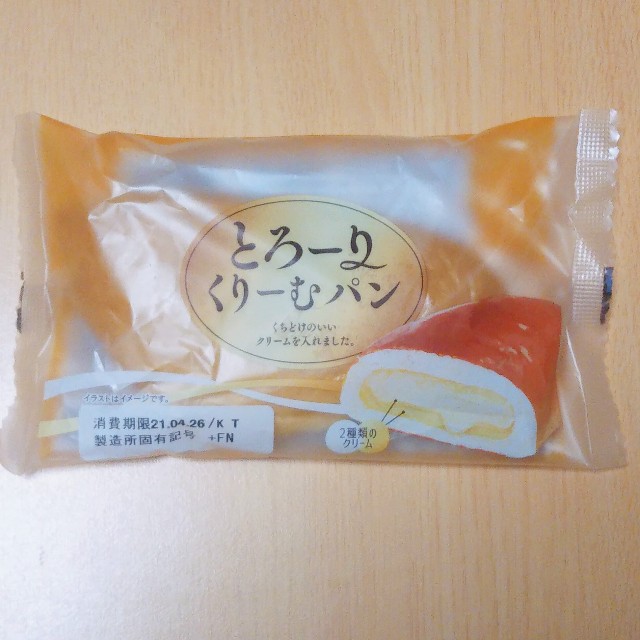 とろーり
くりーむパン
くちどけのいい
クリームを入れました。
イラストはイメージです。
消費期限21.04.26/KT
製造所固有記号 +FN
2種類の
クリーム